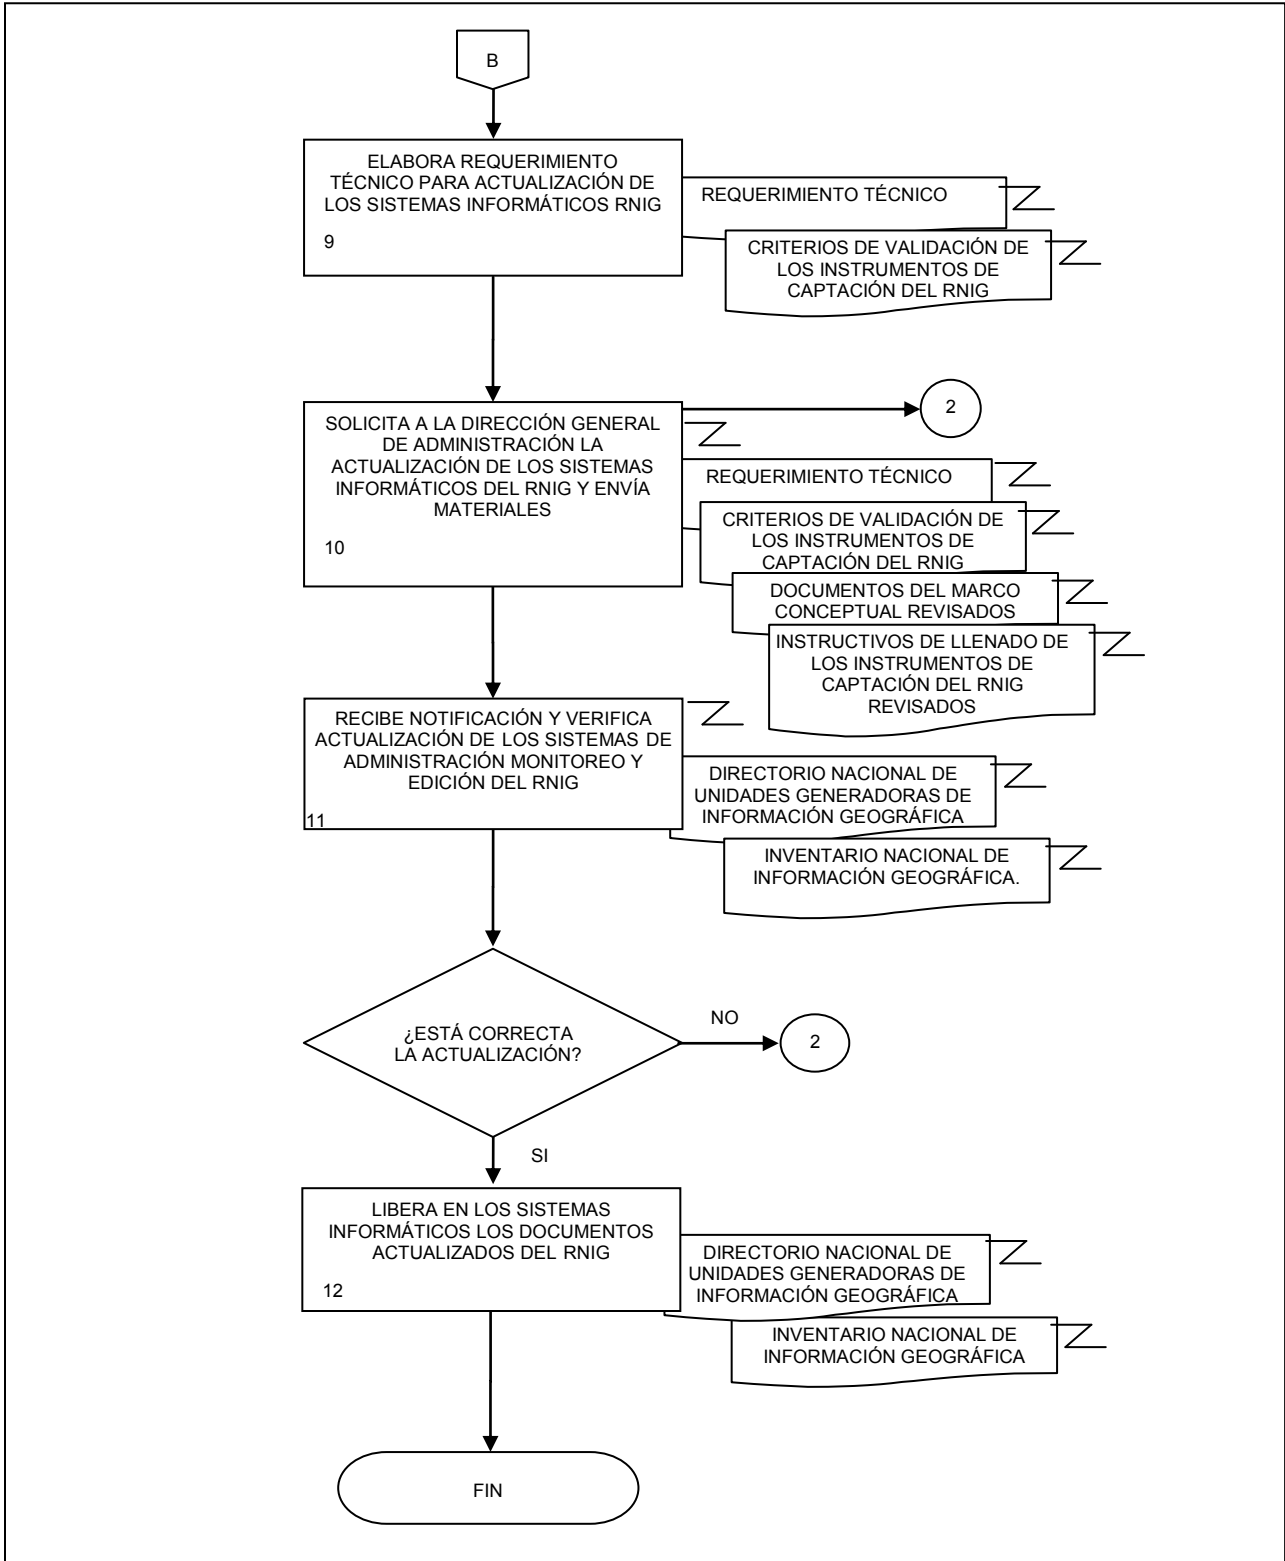 B
ELABORA REQUERIMIENTO
TÉCNICO PARA ACTUALIZACIÓN DE
LOS SISTEMAS INFORMÁTICOS RNIG
9
REQUERIMIENTO TÉCNICO
CRITERIOS DE VALIDACIÓN DE
LOS INSTRUMENTOS DE
CAPTACIÓN DEL RNIG
SOLICITA A LA DIRECCIÓN GENERAL
DE ADMINISTRACIÓN LA
ACTUALIZACIÓN DE LOS SISTEMAS
INFORMÁTICOS DEL RNIG Y ENVÍA
MATERIALES
10
2
REQUERIMIENTO TÉCNICO
CRITERIOS DE VALIDACIÓN DE
LOS INSTRUMENTOS DE
CAPTACIÓN DEL RNIG
DOCUMENTOS DEL MARCO
CONCEPTUAL REVISADOS
INSTRUCTIVOS DE LLENADO DE
LOS INSTRUMENTOS DE
CAPTACIÓN DEL RNIG
REVISADOS
RECIBE NOTIFICACIÓN Y VERIFICA
ACTUALIZACIÓN DE LOS SISTEMAS DE
ADMINISTRACIÓN MONITOREO Y
EDICIÓN DEL RNIG
11
DIRECTORIO NACIONAL DE
UNIDADES GENERADORAS DE
INFORMACIÓN GEOGRÁFICA
INVENTARIO NACIONAL DE
INFORMACIÓN GEOGRÁFICA.
¿ESTÁ CORRECTA
LA ACTUALIZACIÓN?
NO
2
SI
LIBERA EN LOS SISTEMAS
INFORMÁTICOS LOS DOCUMENTOS
ACTUALIZADOS DEL RNIG
12
DIRECTORIO NACIONAL DE
UNIDADES GENERADORAS DE
INFORMACIÓN GEOGRÁFICA
INVENTARIO NACIONAL DE
INFORMACIÓN GEOGRÁFICA
FIN